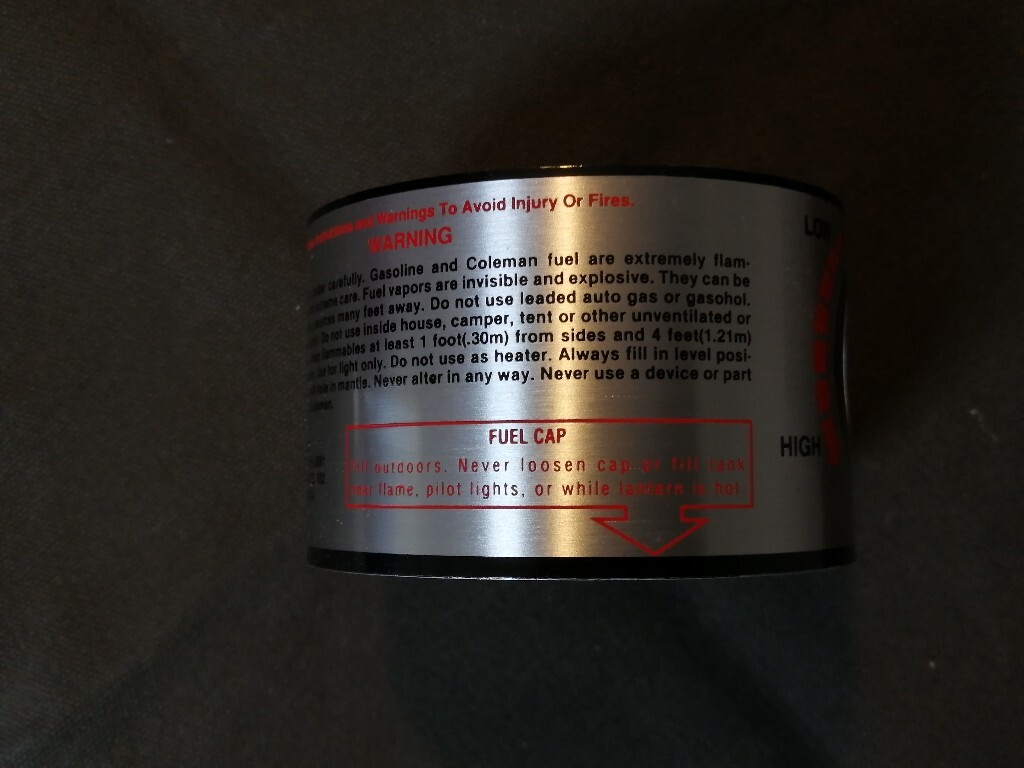 Warnings To Avoid Injury Or Fires.
WARNING
carefully. Gasoline and Coleman fuel are extremely flam-
care. Fuel vapors are invisible and explosive. They can be
many feet away. Do not use leaded auto gas or gasohol.
Do not use inside house, camper, tent or other unventilated or
flammables at least 1 foot(.30m) from sides and 4 feet(1.21m)
for light only. Do not use as heater. Always fill in level posi-
in mantle. Never alter in any way. Never use a device or part
LOW
HIGH
FUEL CAP
Fill outdoors. Never loosen cap or fill tank
near flame, pilot lights, or while lantern is hot.